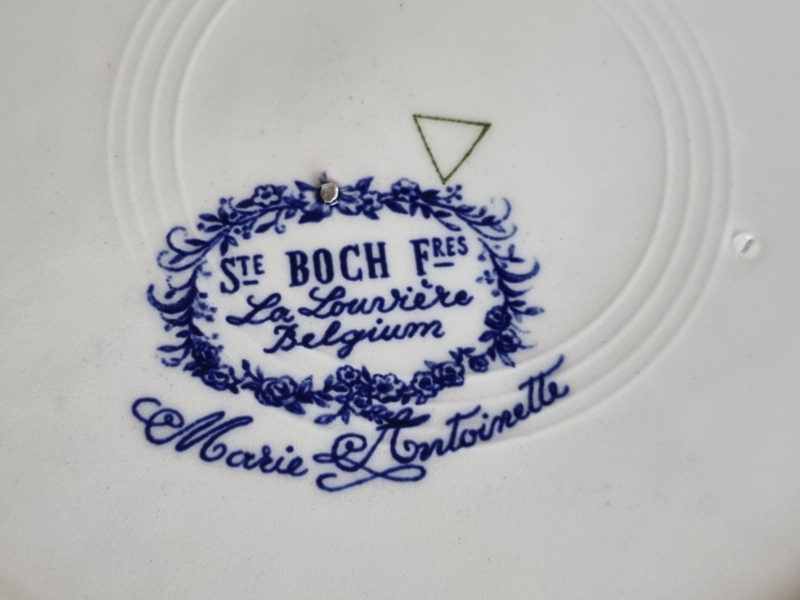 Sᵀᴱ BOCH Fᴿᴱˢ
La Louvière
Belgium
Marie Antoinette